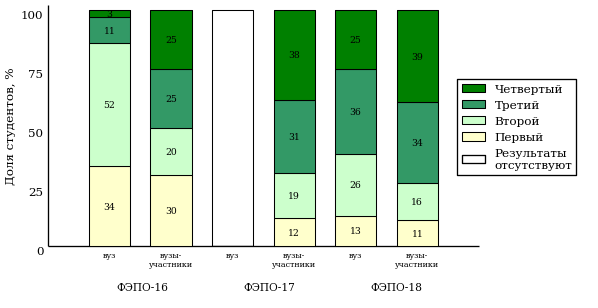 Доля студентов, %
100
75
50
25
0
3
11
52
34
25
25
20
30
38
31
19
12
25
36
26
13
39
34
16
11
вуз
вузы-
участники
вуз
вузы-
участники
вуз
вузы-
участники
ФЭПО-16
ФЭПО-17
ФЭПО-18
Четвертый
Третий
Второй
Первый
Результаты
отсутствуют